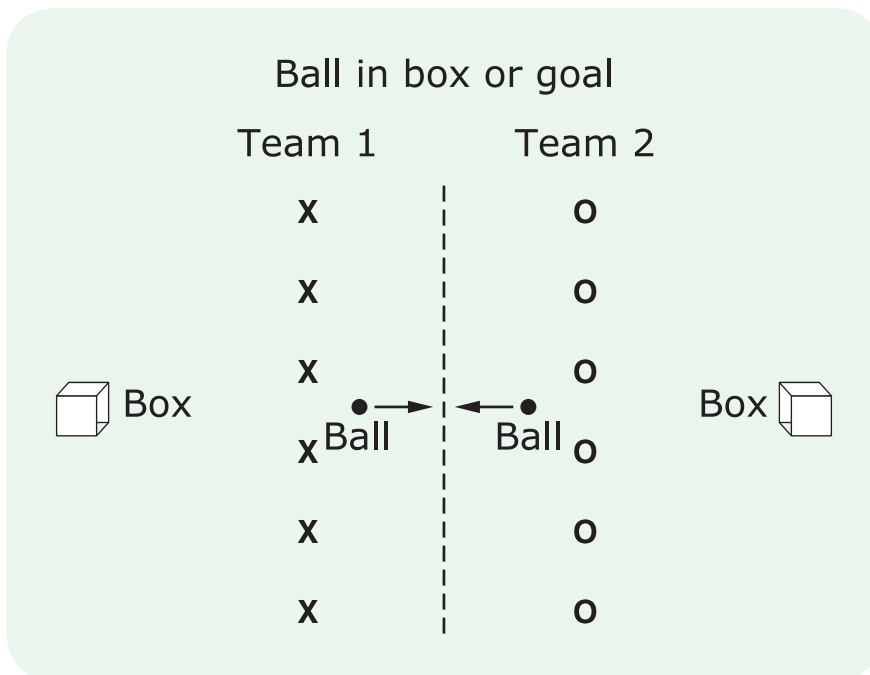 Ball in box or goal
Team 1 Team 2
X O
X O
X O
Box Box
Ball Ball
X O
X O
X O